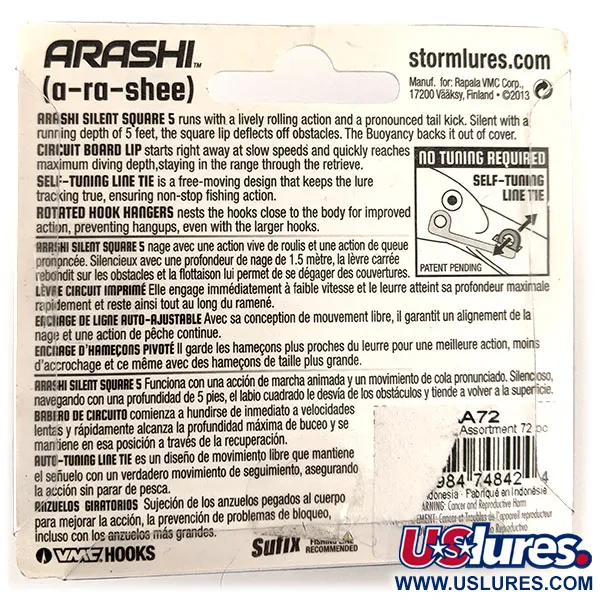 ARASHI™
(a-ra-shee)
stormlures.com
Manuf. for: Rapala VMC Corp.,
17200 Vääksy, Finland • ©2013
ARASHI SILENT SQUARE 5 runs with a lively rolling action and a pronounced tail kick. Silent with a
running depth of 5 feet, the square lip deflects off obstacles. The Buoyancy backs it out of cover.
CIRCUIT BOARD LIP starts right away at slow speeds and quickly reaches
maximum diving depth,staying in the range through the retrieve.
SELF-TUNING LINE TIE is a free-moving design that keeps the lure
tracking true, ensuring non-stop fishing action.
ROTATED HOOK HANGERS nests the hooks close to the body for improved
action, preventing hangups, even with the larger hooks.
NO TUNING REQUIRED
SELF-TUNING
LINE TIE
PATENT PENDING
ARASHI SILENT SQUARE 5 nage avec une action vive de roulis et une action de queue
prononcée. Silencieux avec une profondeur de nage de 1.5 mètre, la lèvre carrée
rebondit sur les obstacles et la flottaison lui permet de se dégager des couvertures.
LÈVRE CIRCUIT IMPRIMÉ Elle engage immédiatement à faible vitesse et le leurre atteint sa profondeur maximale
rapidement et reste ainsi tout au long du ramené.
ENCRAGE DE LIGNE AUTO-AJUSTABLE Avec sa conception de mouvement libre, il garantit un alignement de la
nage et une action de pêche continue.
ENCRAGE D'HAMEÇONS PIVOTÉ Il garde les hameçons plus proches du leurre pour une meilleure action, moins
d'accrochage et ce même avec des hameçons de taille plus grande.
ARASHI SILENT SQUARE 5 Funciona con una acción de marcha animada y un movimiento de cola pronunciado. Silencioso,
navegando con una profundidad de 5 pies, el labio cuadrado le desvía de los obstáculos y tiende a volver a la superficie.
BABERO DE CIRCUITO comienza a hundirse de inmediato a velocidades
lentas y rápidamente alcanza la profundidad máxima de buceo y se
mantiene en esa posición a través de la recuperación.
AUTO-TUNING LINE TIE es un diseño de movimiento libre que mantiene
el señuelo con un verdadero movimiento de seguimiento, asegurando
la acción sin parar de pesca.
ANZUELOS GIRATORIOS Sujeción de los anzuelos pegados al cuerpo
para mejorar la acción, la prevención de problemas de bloqueo,
incluso con los anzuelos más grandes.
A72
Assortment 72 pc
984 74842 4
Indonesia · Fabriqué en Indonésie
WARNING: Cancer and Reproductive Harm
Cancer et Troubles de l'appareil reproducteur
Reproductivo
VMC HOOKS
Sufix FISHING LINE
RECOMMENDED
USlures.
WWW.USLURES.COM